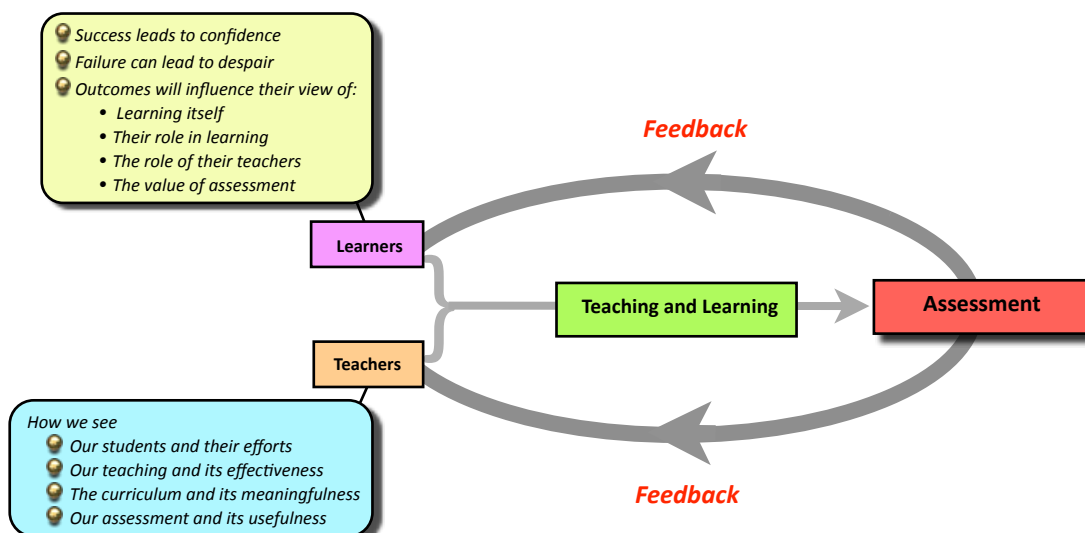 Success leads to confidence
Failure can lead to despair
Outcomes will influence their view of:
• Learning itself
• Their role in learning
• The role of their teachers
• The value of assessment
Feedback
Learners
Teaching and Learning
Assessment
Teachers
How we see
Our students and their efforts
Our teaching and its effectiveness
The curriculum and its meaningfulness
Our assessment and its usefulness
Feedback